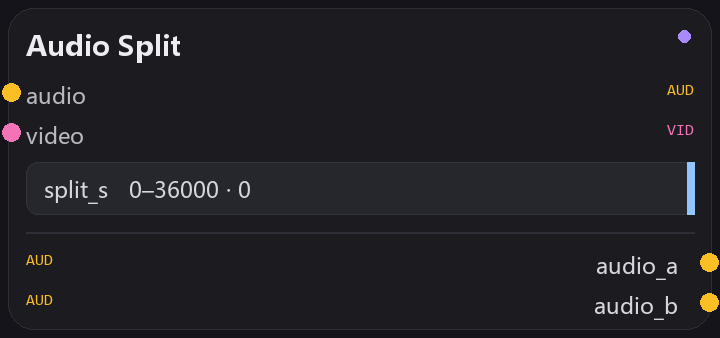 Audio Split
audio AUD
video VID
split_s 0–36000 · 0
AUD audio_a
AUD audio_b